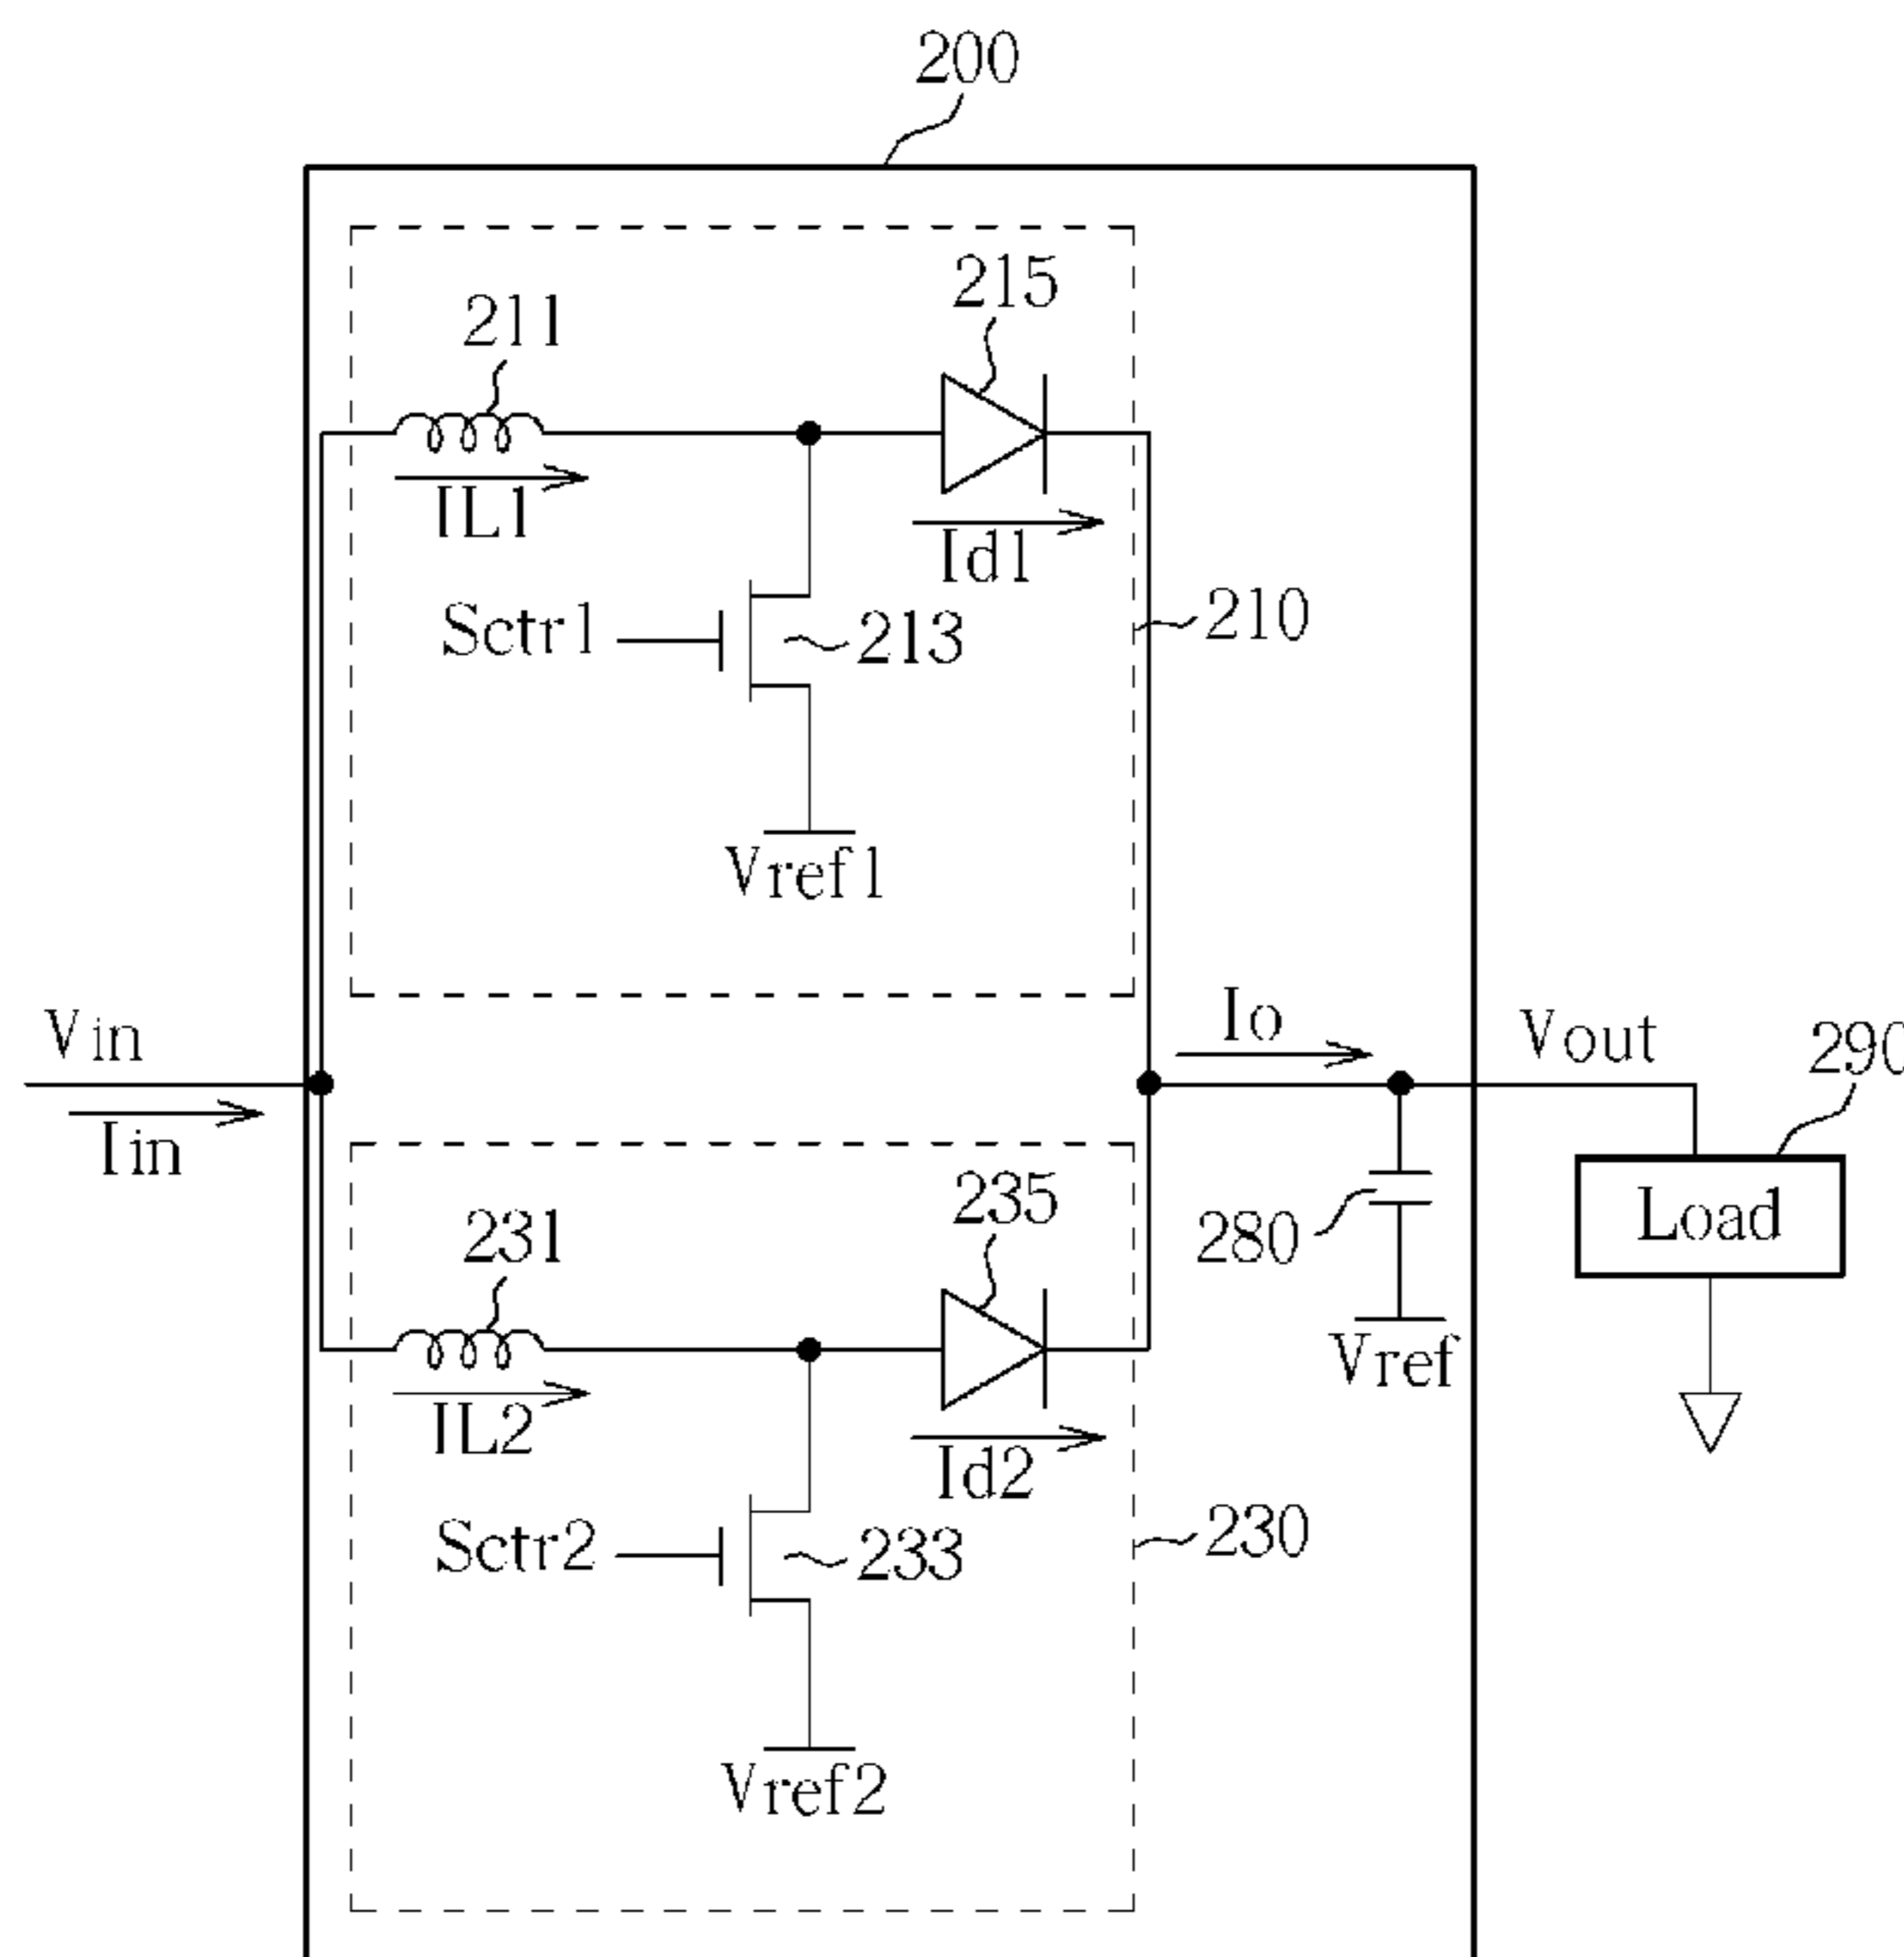 200
215
211
IL1
Id1
Sctr1
213
210
Vref1
Vin
Io
Vout
290
Iin
235
231
280
Load
Vref
IL2
Id2
Sctr2
233
230
Vref2